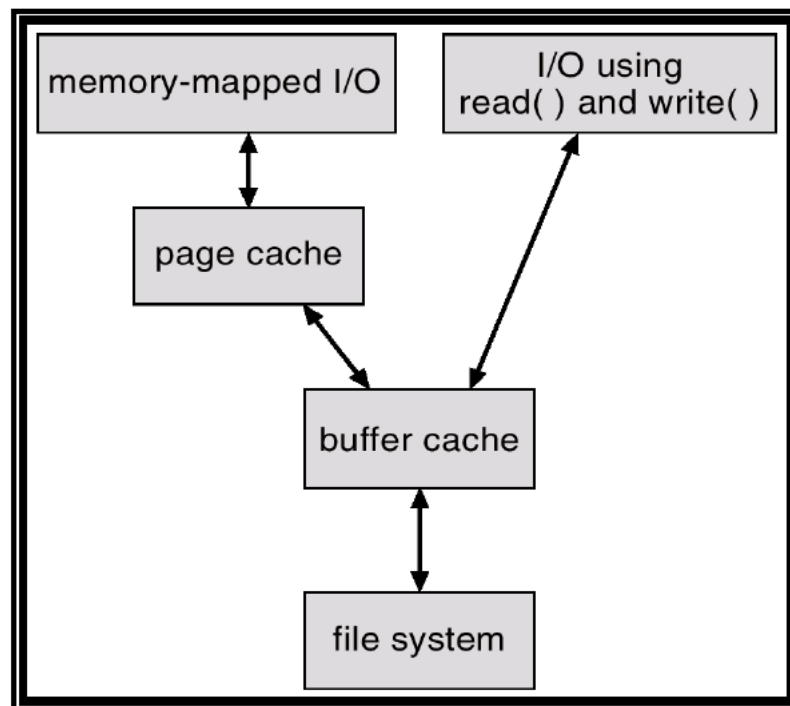 memory-mapped I/O
I/O using
read( ) and write( )
page cache
buffer cache
file system